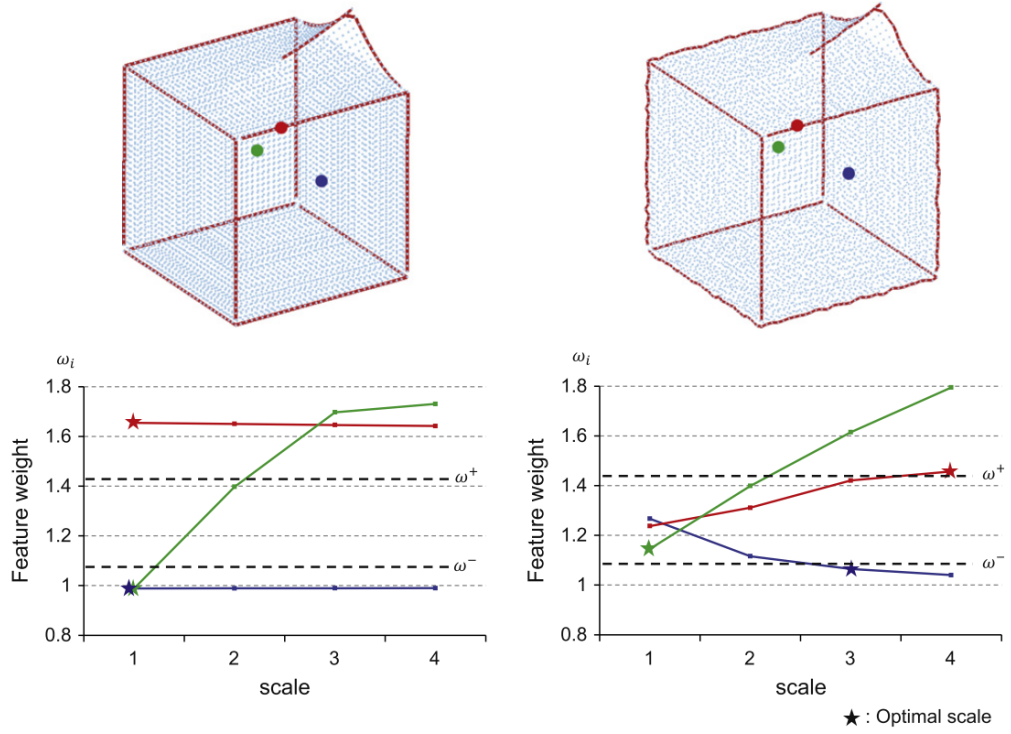 ωᵢ
1.8
1.6
1.4
1.2
1
0.8
Feature weight
ω⁺
ω⁻
1 2 3 4
scale
ωᵢ
1.8
1.6
1.4
1.2
1
0.8
Feature weight
ω⁺
ω⁻
1 2 3 4
scale
★ : Optimal scale